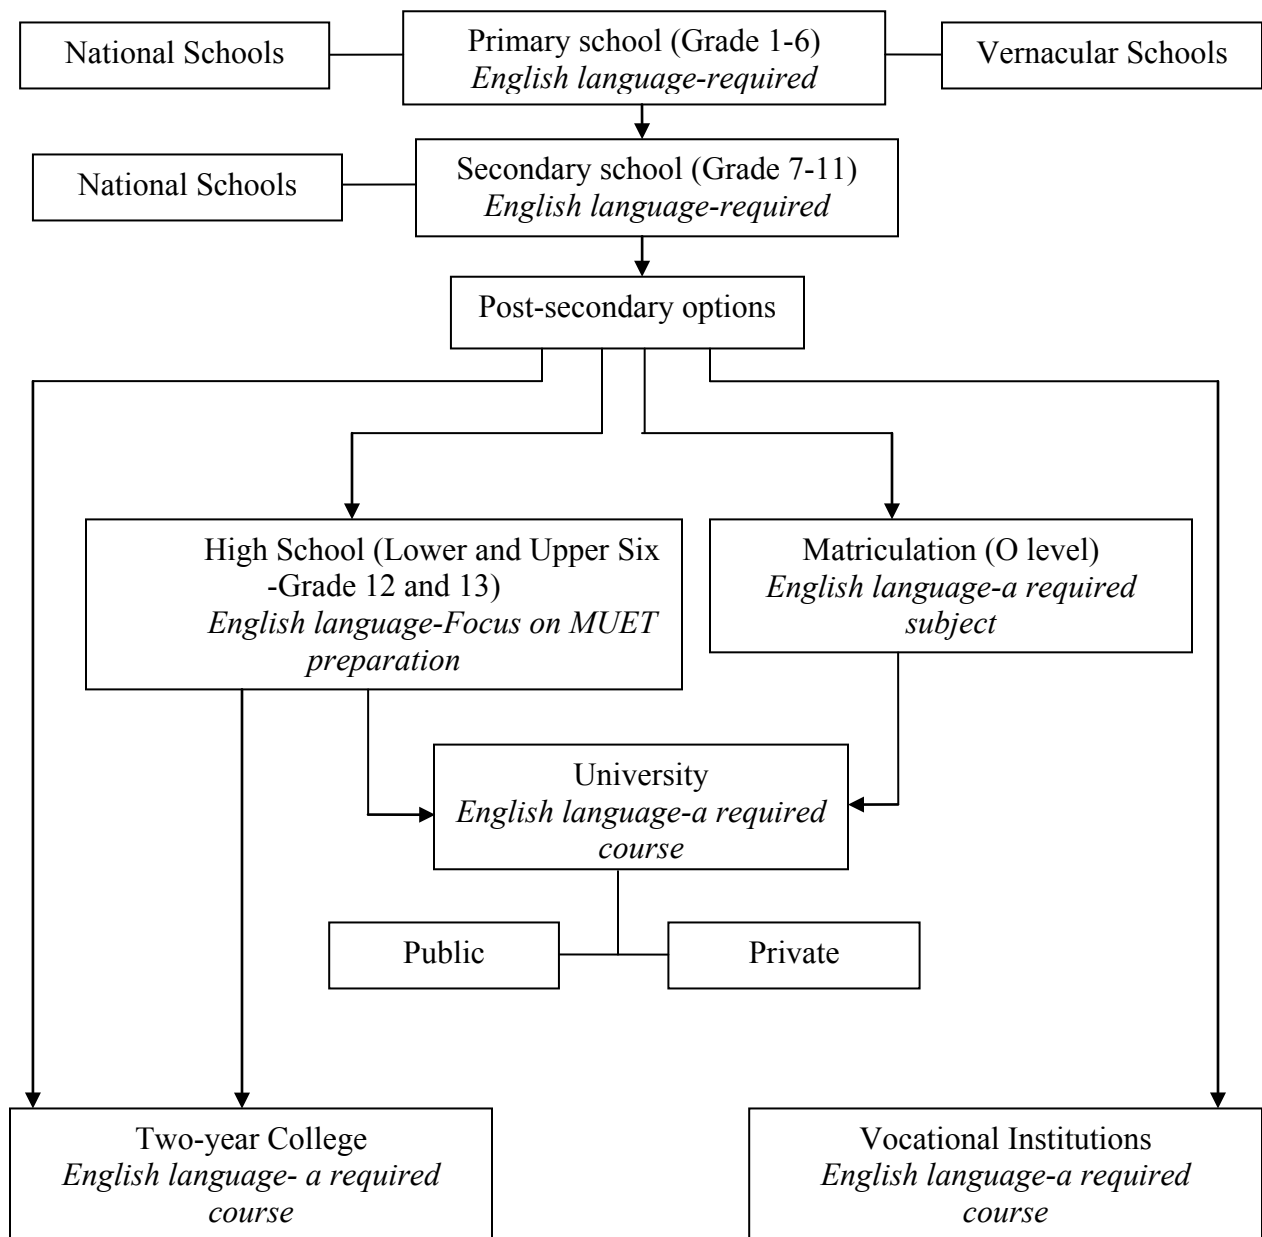 National Schools
Primary school (Grade 1-6)
English language-required
Vernacular Schools
National Schools
Secondary school (Grade 7-11)
English language-required
Post-secondary options
High School (Lower and Upper Six
-Grade 12 and 13)
English language-Focus on MUET
preparation
Matriculation (O level)
English language-a required
subject
University
English language-a required
course
Public
Private
Two-year College
English language- a required
course
Vocational Institutions
English language-a required
course